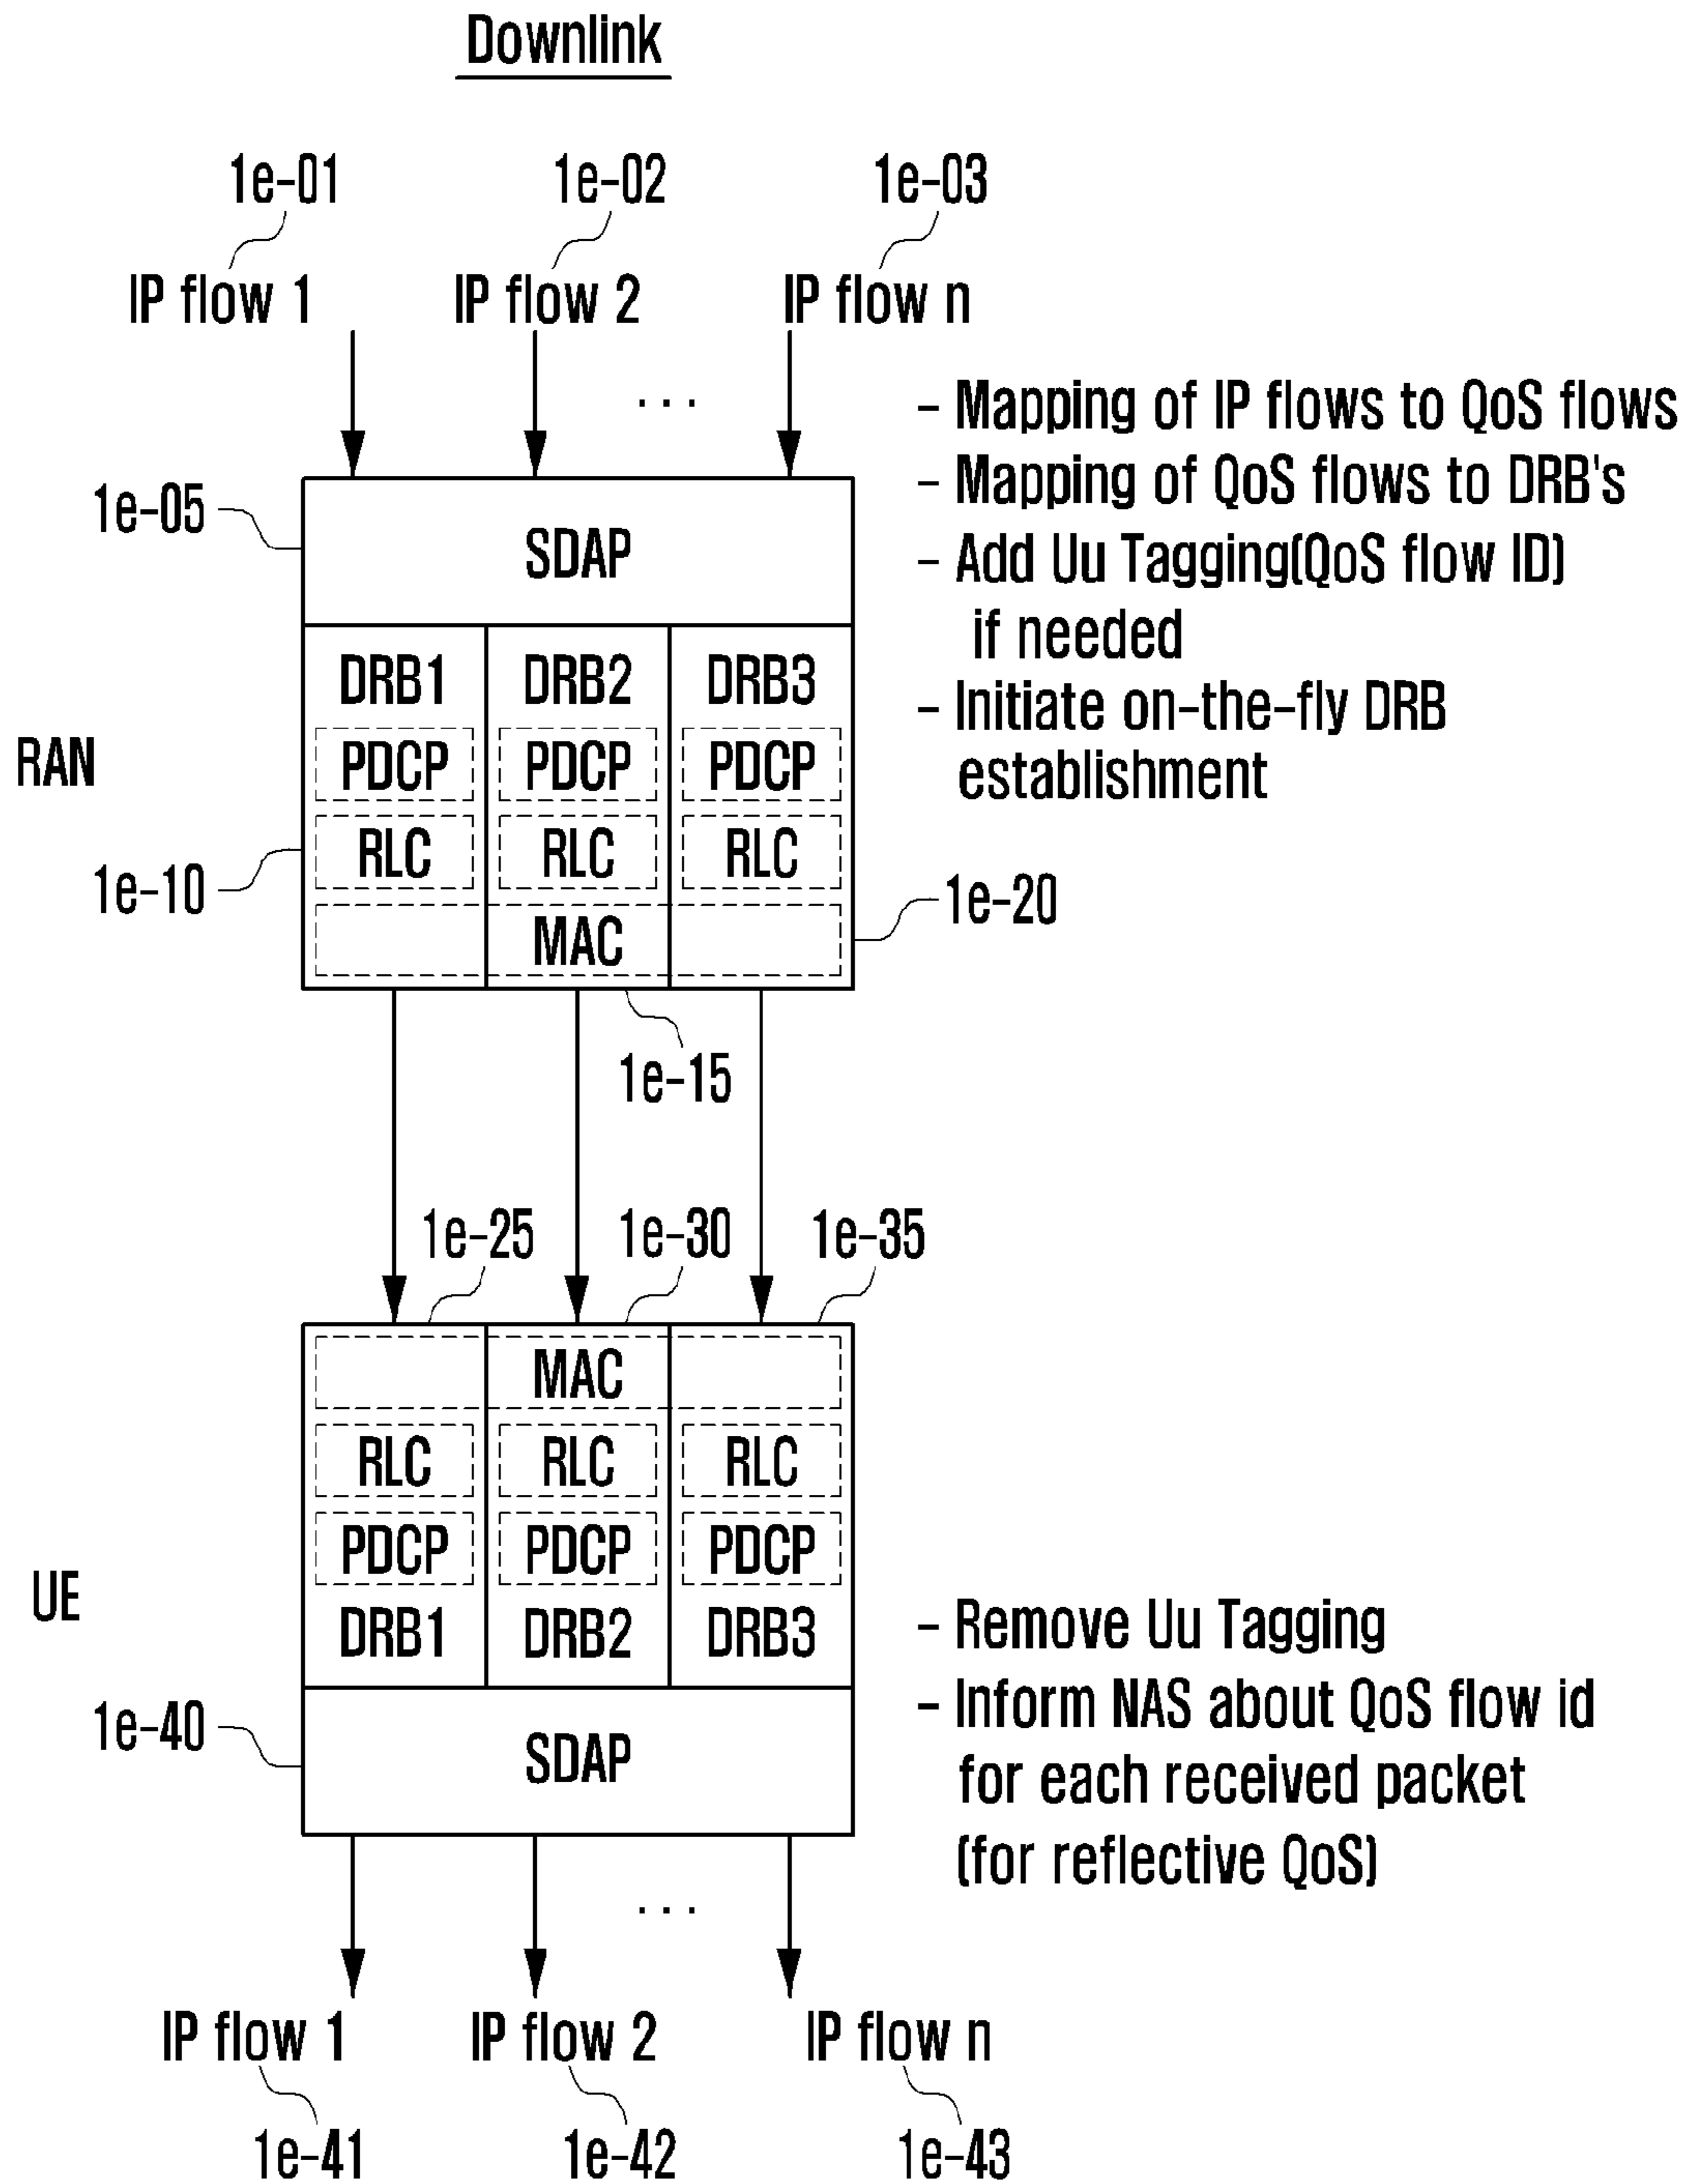 Downlink
1e-01 1e-02 1e-03
IP flow 1 IP flow 2 IP flow n
...
- Mapping of IP flows to QoS flows
- Mapping of QoS flows to DRB's
- Add Uu Tagging(QoS flow ID)
if needed
- Initiate on-the-fly DRB
establishment
1e-05
SDAP
DRB1 DRB2 DRB3
RAN
PDCP PDCP PDCP
RLC RLC RLC
1e-10
1e-20
MAC
1e-15
1e-25 1e-30 1e-35
MAC
RLC RLC RLC
PDCP PDCP PDCP
UE
DRB1 DRB2 DRB3
- Remove Uu Tagging
- Inform NAS about QoS flow id
for each received packet
(for reflective QoS)
1e-40
SDAP
...
IP flow 1 IP flow 2 IP flow n
1e-41 1e-42 1e-43